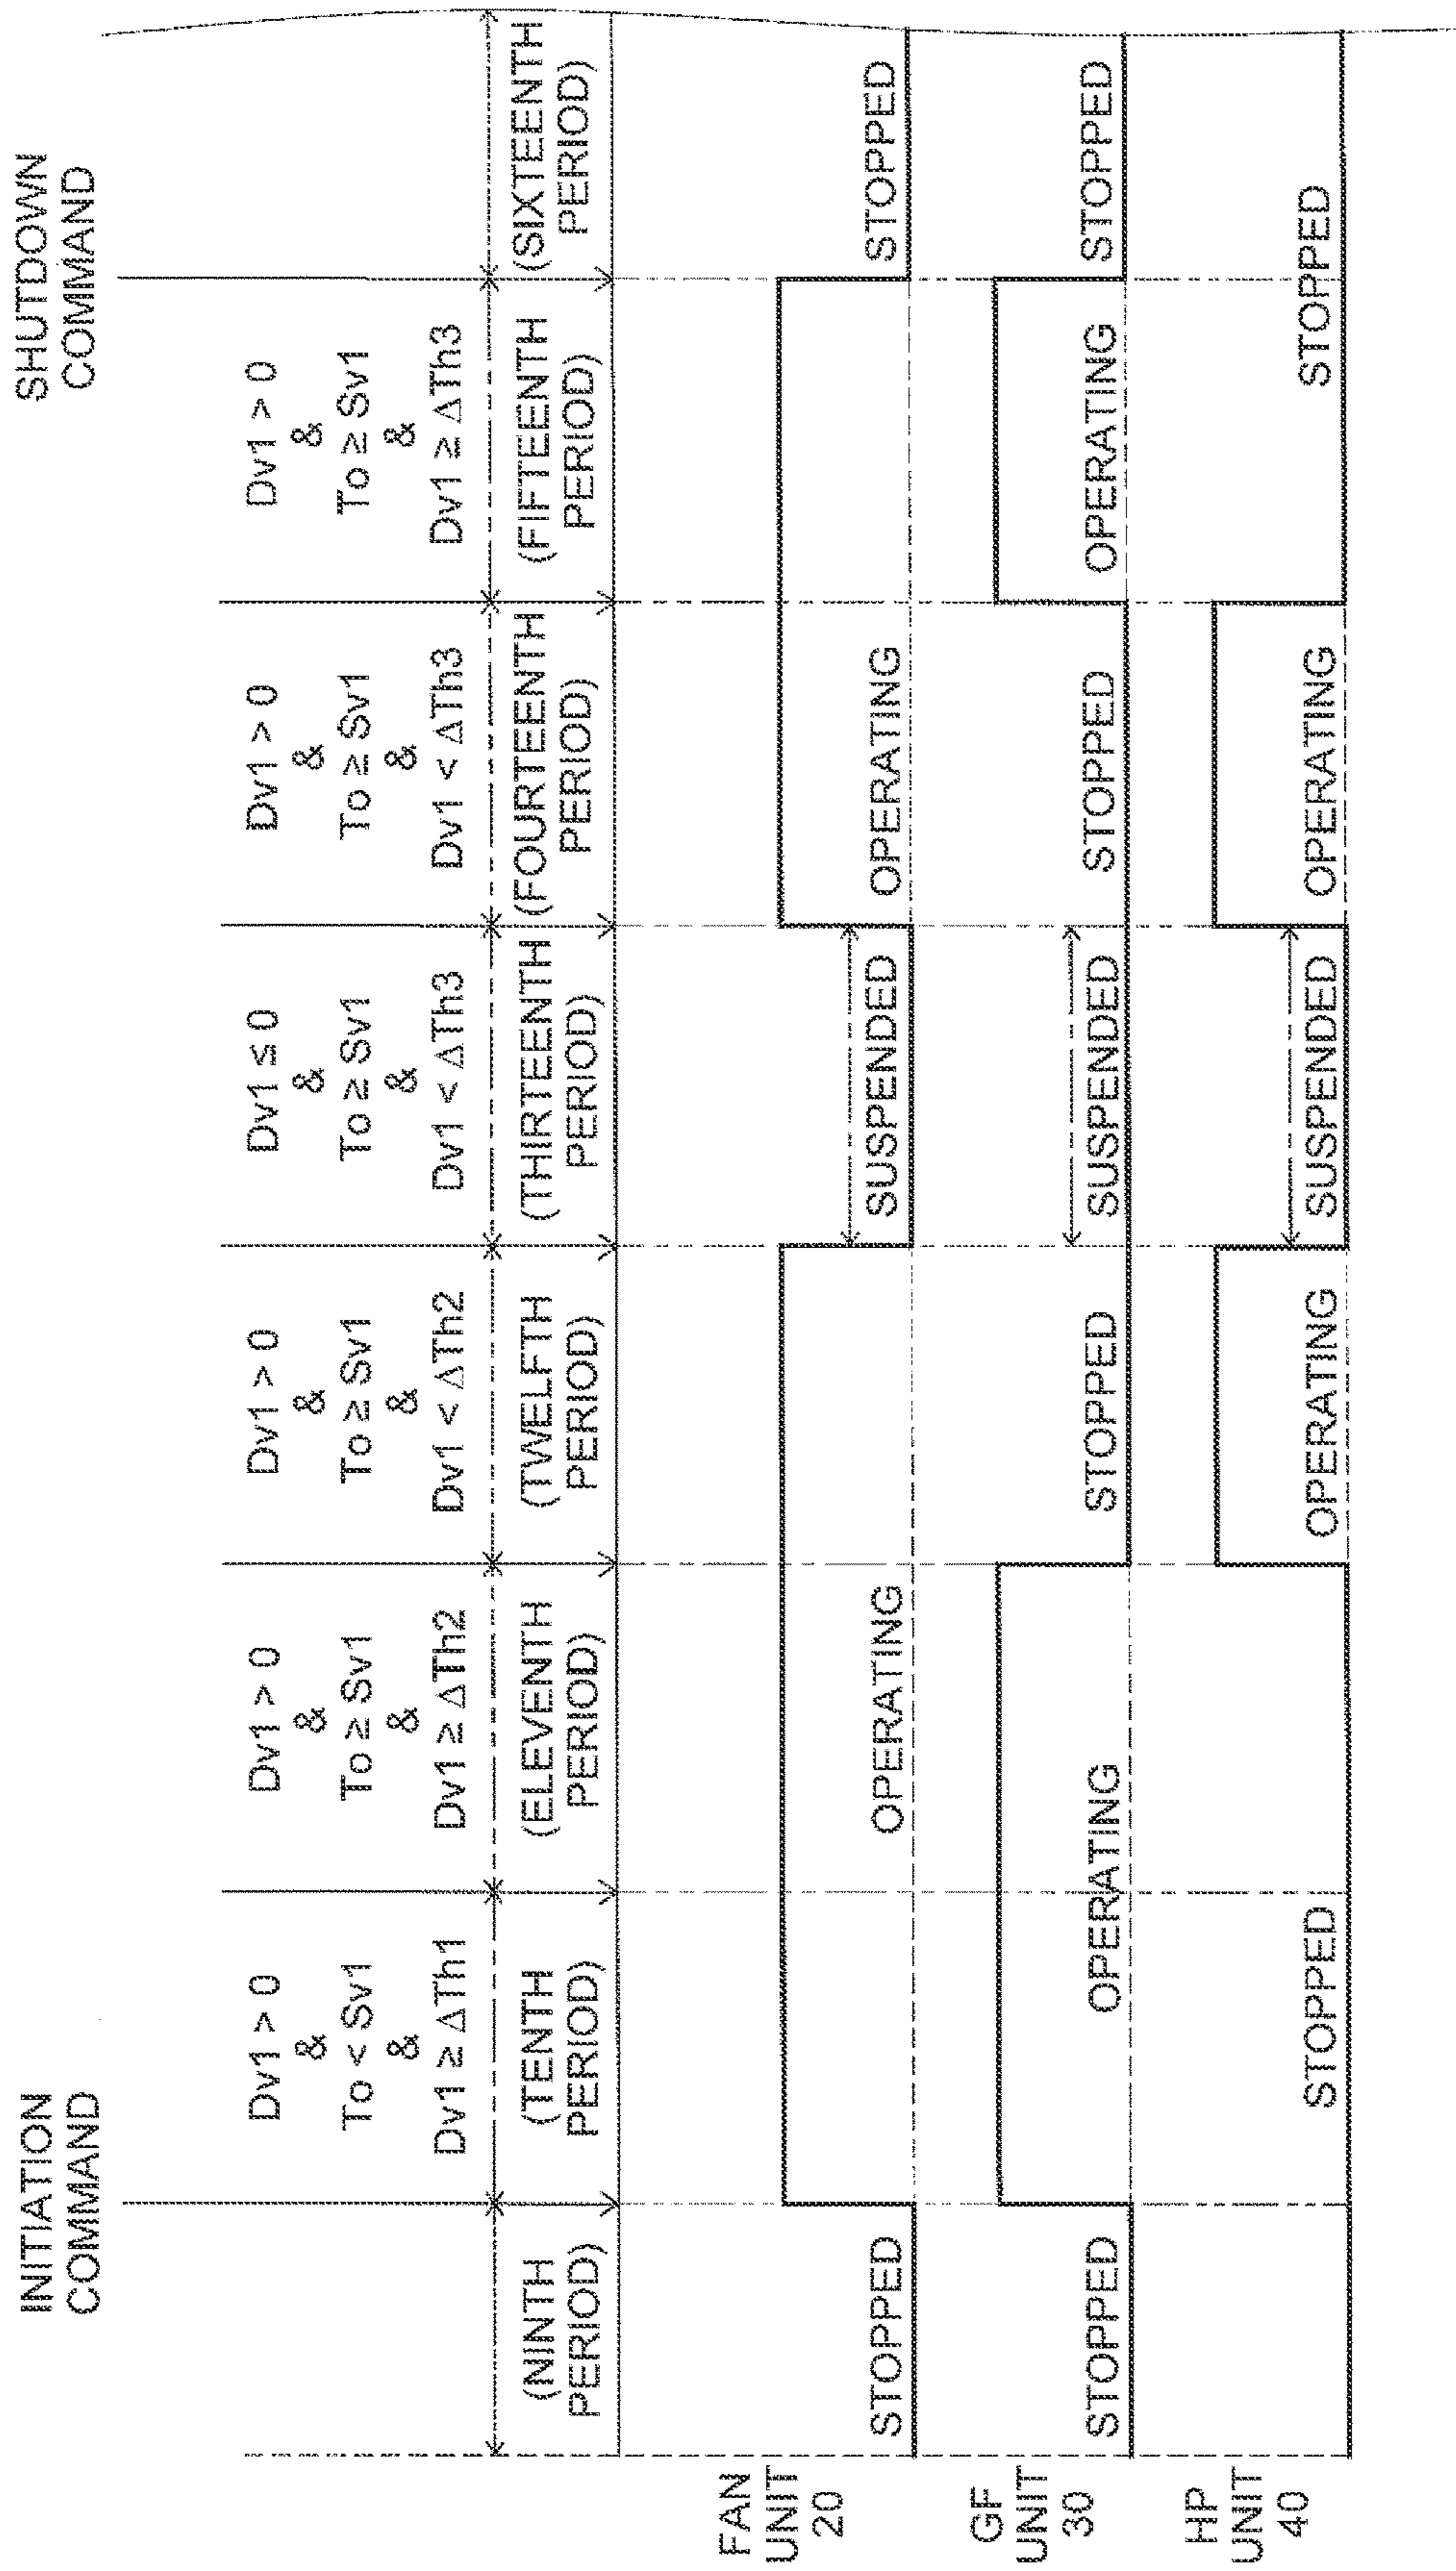 INITIATION
COMMAND
SHUTDOWN
COMMAND
Dv1 > 0
&
To < Sv1
&
Dv1 ≥ ΔTh1
Dv1 > 0
&
To ≥ Sv1
&
Dv1 ≥ ΔTh2
Dv1 > 0
&
To ≥ Sv1
&
Dv1 < ΔTh2
Dv1 ≤ 0
&
To ≥ Sv1
&
Dv1 < ΔTh3
Dv1 > 0
&
To ≥ Sv1
&
Dv1 < ΔTh3
Dv1 > 0
&
To ≥ Sv1
&
Dv1 ≥ ΔTh3
(NINTH
PERIOD)
(TENTH
PERIOD)
(ELEVENTH
PERIOD)
(TWELFTH
PERIOD)
(THIRTEENTH
PERIOD)
(FOURTEENTH
PERIOD)
(FIFTEENTH
PERIOD)
(SIXTEENTH
PERIOD)
FAN
UNIT
20
STOPPED
OPERATING
SUSPENDED
OPERATING
STOPPED
GF
UNIT
30
STOPPED
OPERATING
STOPPED
SUSPENDED
STOPPED
OPERATING
STOPPED
HP
UNIT
40
STOPPED
OPERATING
SUSPENDED
OPERATING
STOPPED